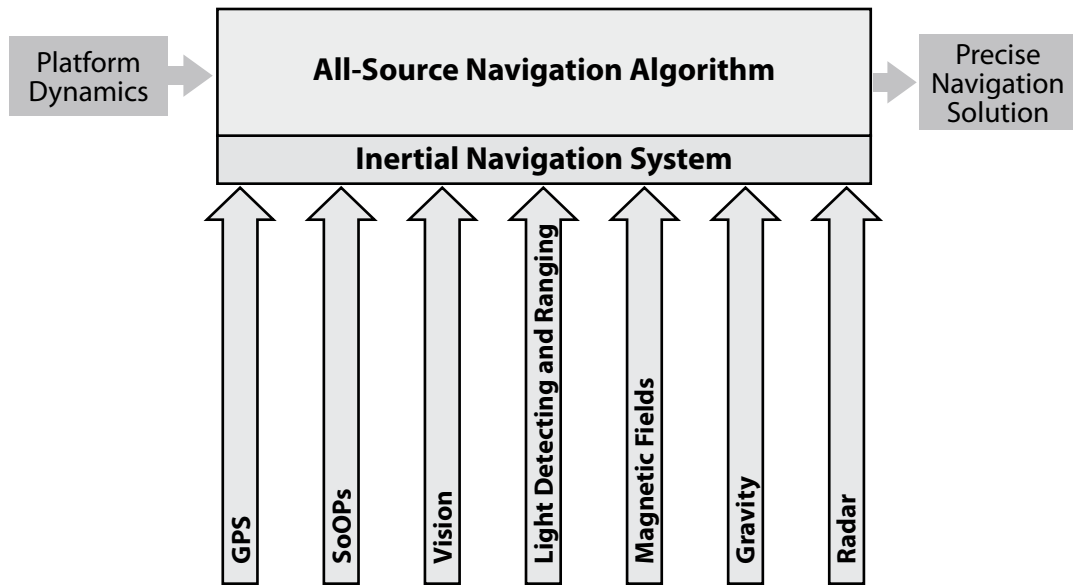 Platform
Dynamics
All-Source Navigation Algorithm
Precise
Navigation
Solution
Inertial Navigation System
GPS
SoOPs
Vision
Light Detecting and Ranging
Magnetic Fields
Gravity
Radar